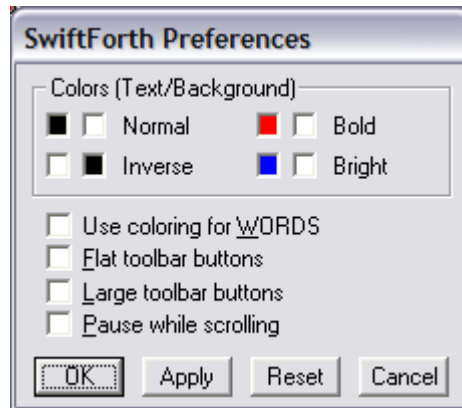 SwiftForth Preferences
Colors (Text/Background)
Normal Bold
Inverse Bright
Use coloring for WORDS
Flat toolbar buttons
Large toolbar buttons
Pause while scrolling
OK Apply Reset Cancel